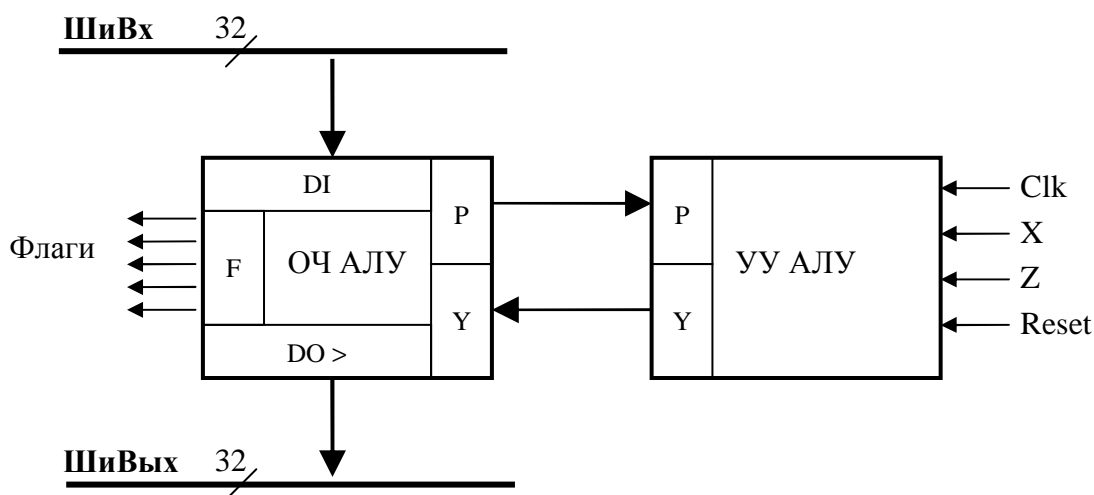 ШиВх 32
DI
P
P
Clk
X
Флаги
F
ОЧ АЛУ
УУ АЛУ
Z
Y
Y
Reset
DO >
ШиВых 32